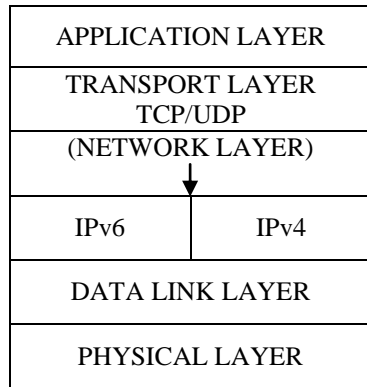 APPLICATION LAYER
TRANSPORT LAYER
TCP/UDP
(NETWORK LAYER)
IPv6 IPv4
DATA LINK LAYER
PHYSICAL LAYER